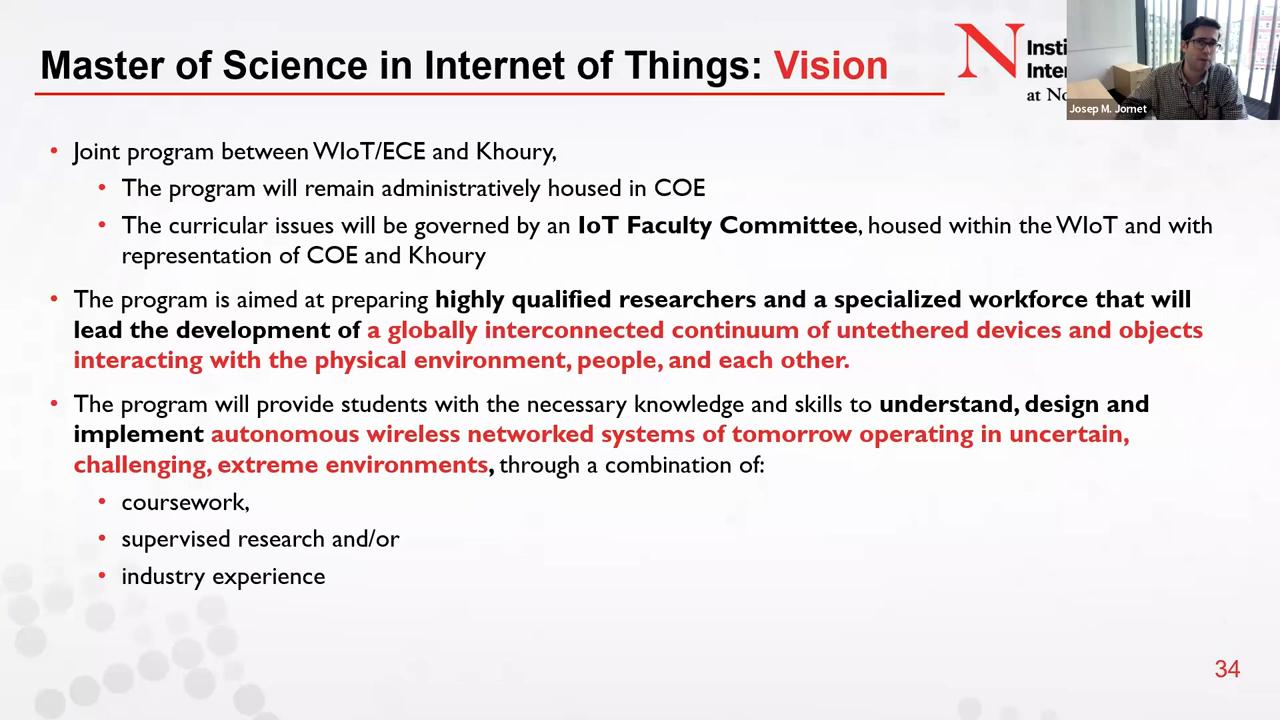 Master of Science in Internet of Things: Vision
N
Josep M. Jornet
• Joint program between WIoT/ECE and Khoury,
• The program will remain administratively housed in COE
• The curricular issues will be governed by an IoT Faculty Committee, housed within the WIoT and with
representation of COE and Khoury
• The program is aimed at preparing highly qualified researchers and a specialized workforce that will
lead the development of a globally interconnected continuum of untethered devices and objects
interacting with the physical environment, people, and each other.
• The program will provide students with the necessary knowledge and skills to understand, design and
implement autonomous wireless networked systems of tomorrow operating in uncertain,
challenging, extreme environments, through a combination of:
• coursework,
• supervised research and/or
• industry experience
34